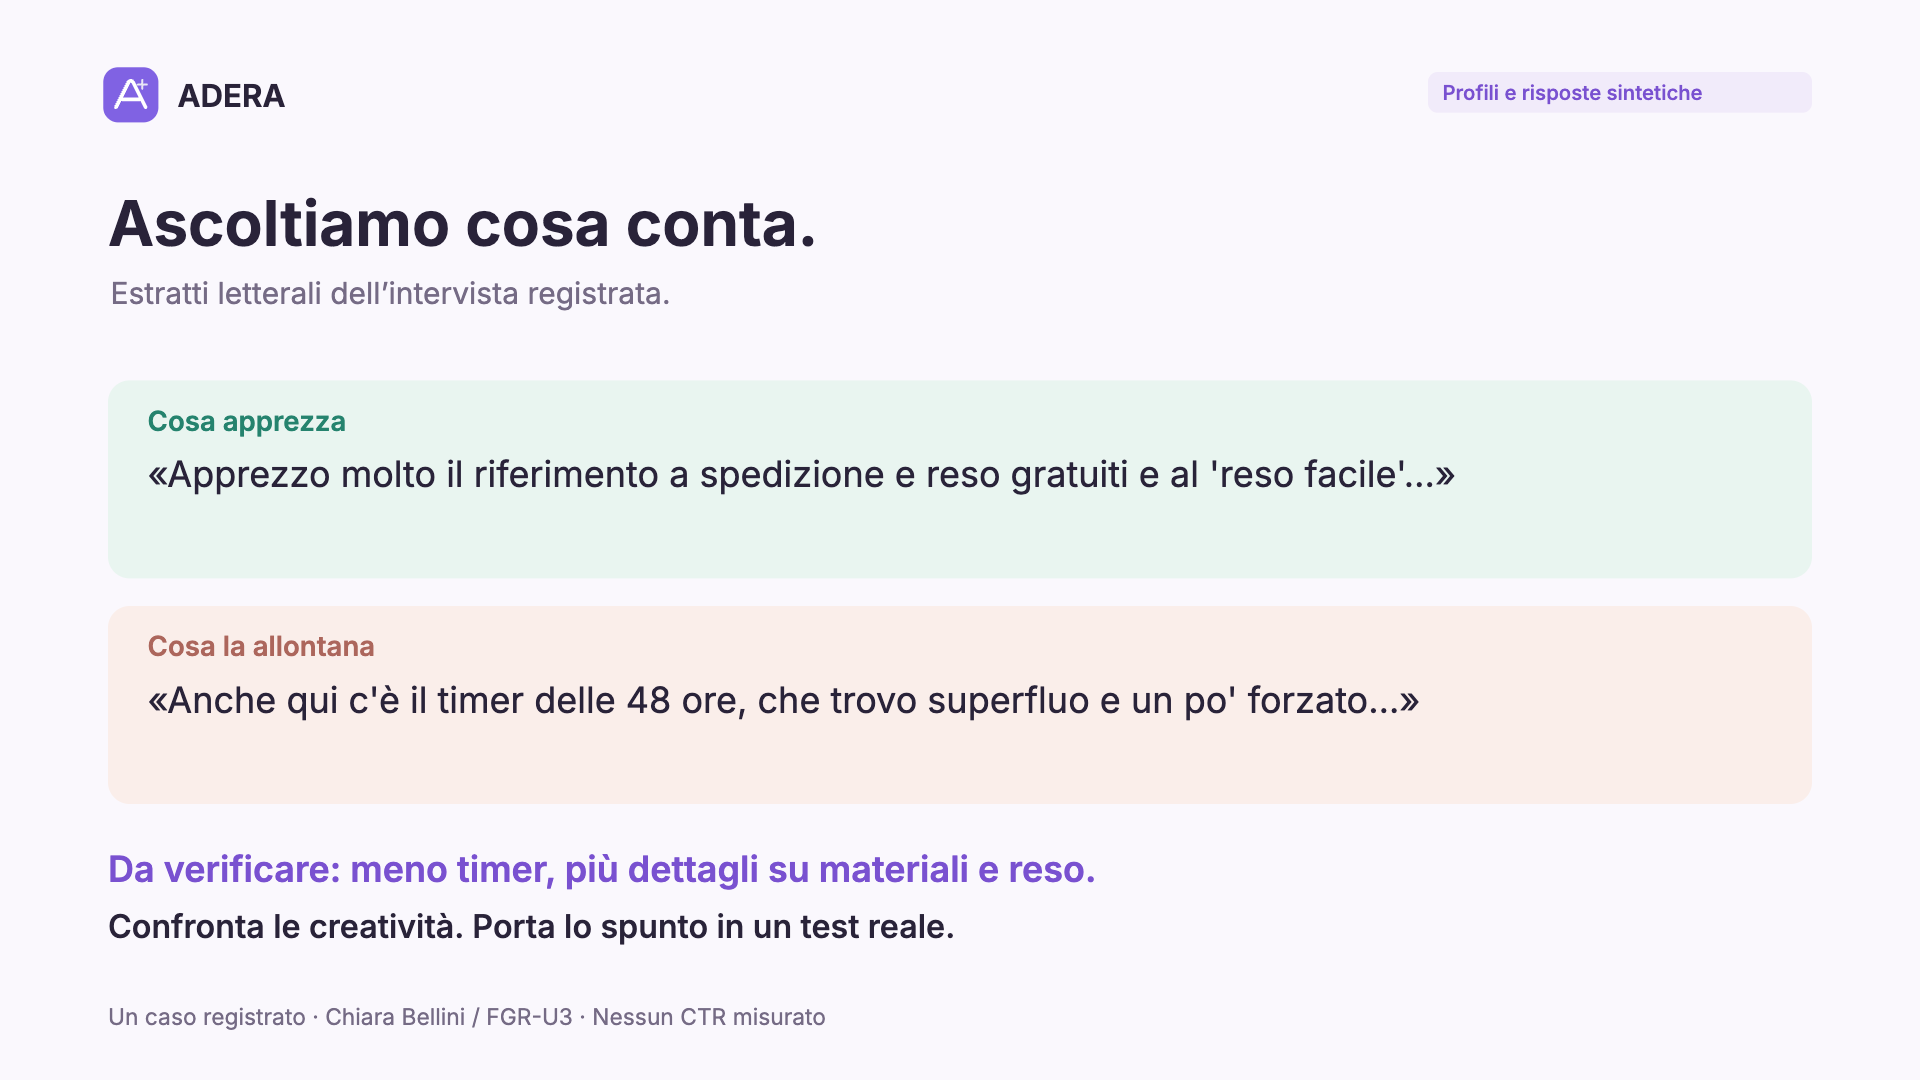 ADERA
Profili e risposte sintetiche
Ascoltiamo cosa conta.
Estratti letterali dell’intervista registrata.
Cosa apprezza
«Apprezzo molto il riferimento a spedizione e reso gratuiti e al 'reso facile'...»
Cosa la allontana
«Anche qui c'è il timer delle 48 ore, che trovo superfluo e un po' forzato...»
Da verificare: meno timer, più dettagli su materiali e reso.
Confronta le creatività. Porta lo spunto in un test reale.
Un caso registrato · Chiara Bellini / FGR-U3 · Nessun CTR misurato